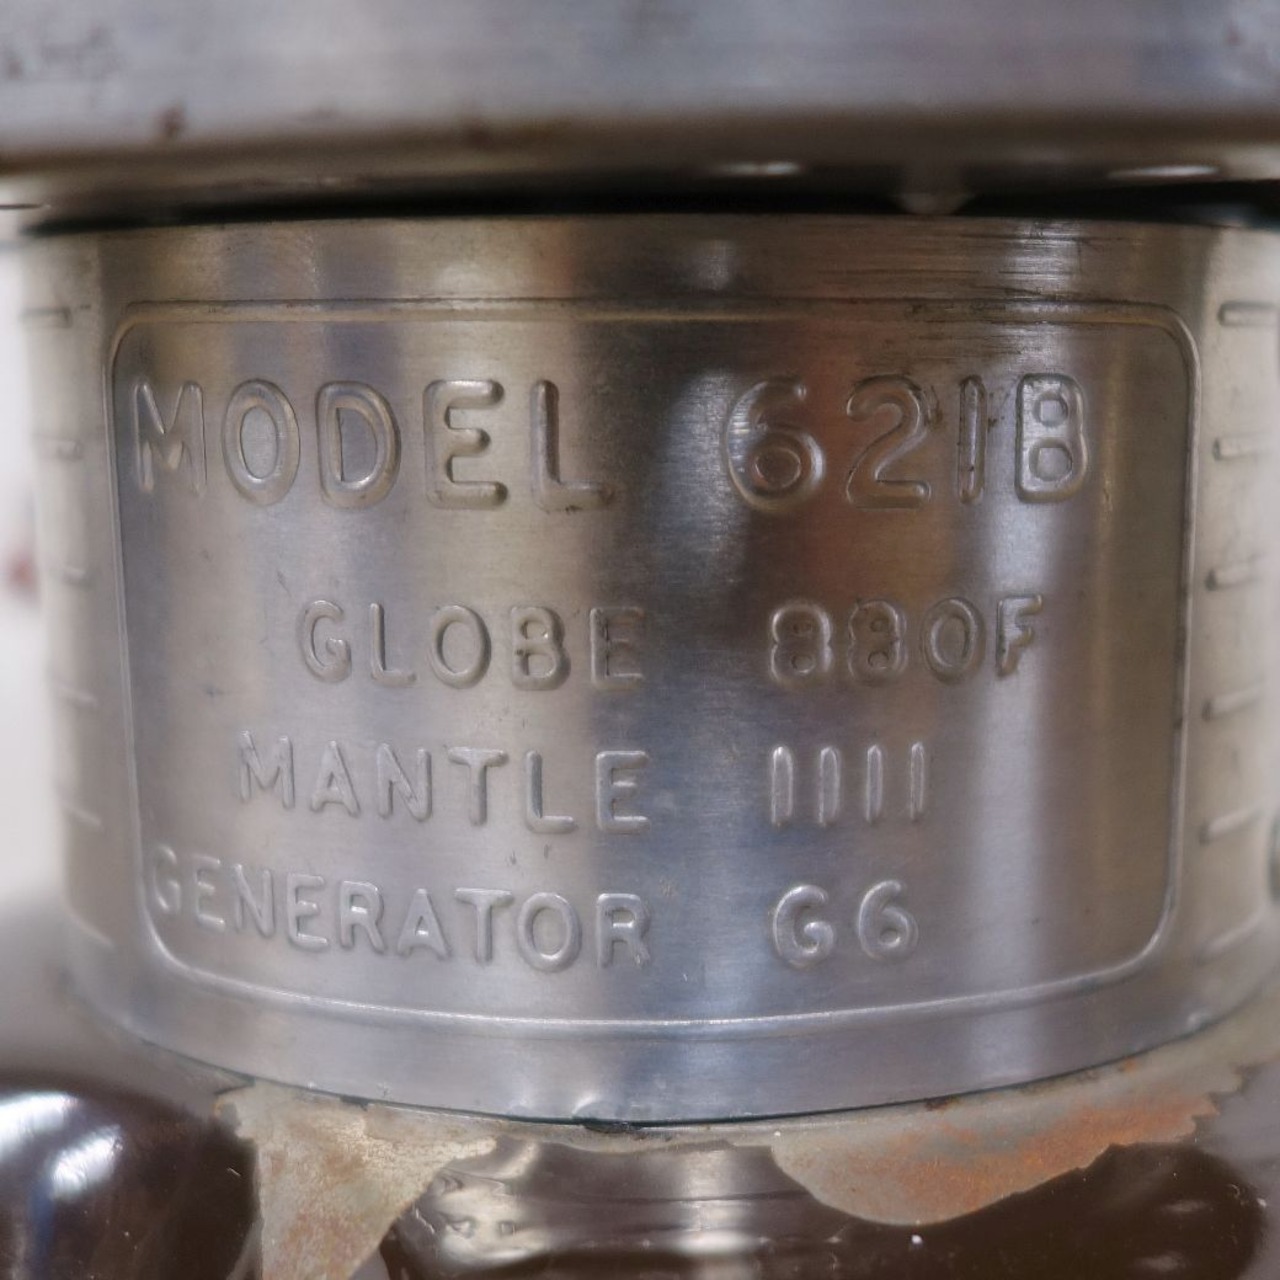 MODEL 621B
GLOBE 880F
MANTLE 1111
GENERATOR G6